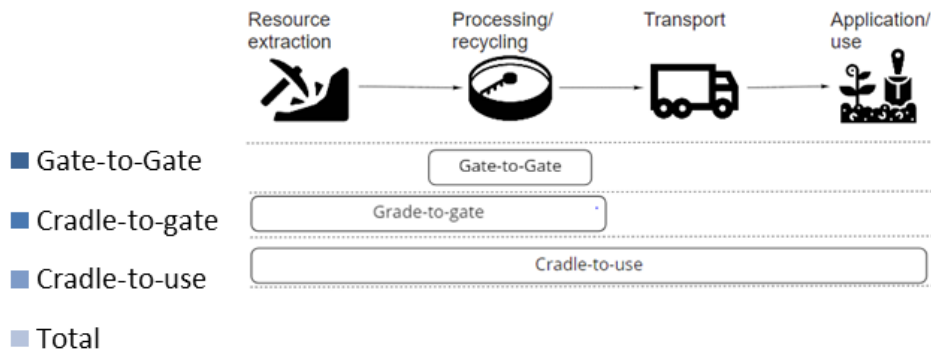 Resource
extraction
Processing/
recycling
Transport
Application/
use
Gate-to-Gate
Gate-to-Gate
Cradle-to-gate
Grade-to-gate
Cradle-to-use
Cradle-to-use
Total